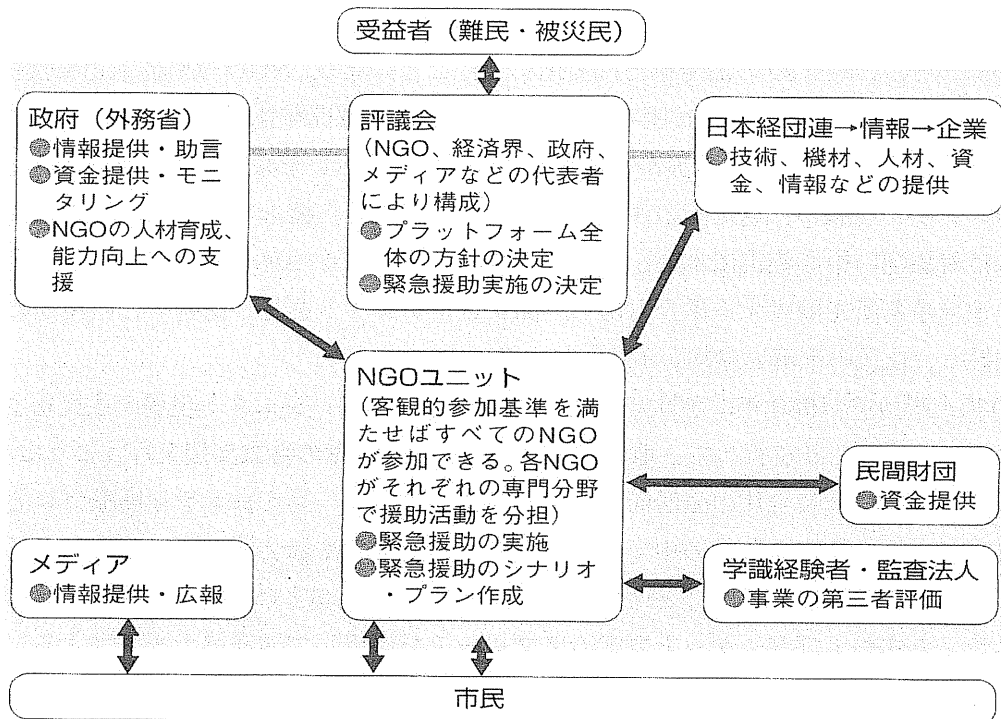 受益者（難民・被災民）
政府（外務省）
●情報提供・助言
●資金提供・モニ
タリング
●NGOの人材育成、
能力向上への支
援
評議会
（NGO、経済界、政府、
メディアなどの代表者
により構成）
●プラットフォーム全
体の方針の決定
●緊急援助実施の決定
日本経団連→情報→企業
●技術、機材、人材、資
金、情報などの提供
NGOユニット
（客観的参加基準を満
たせばすべてのNGO
が参加できる。各NGO
がそれぞれの専門分野
で援助活動を分担）
●緊急援助の実施
●緊急援助のシナリオ
・プラン作成
民間財団
●資金提供
メディア
●情報提供・広報
学識経験者・監査法人
●事業の第三者評価
市民